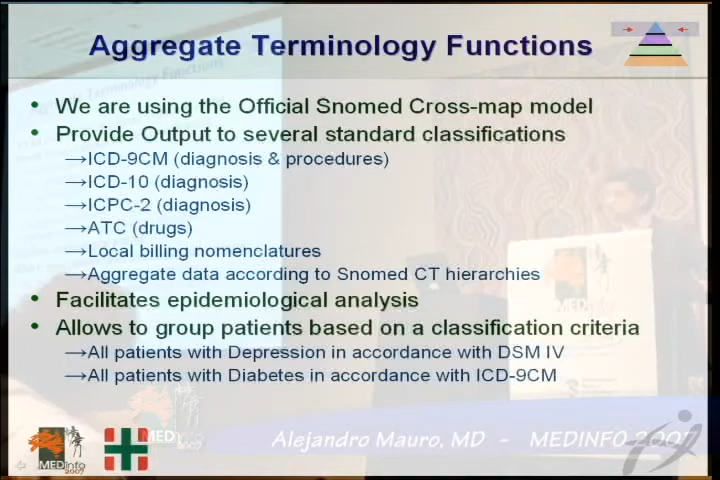 Aggregate Terminology Functions
• We are using the Official Snomed Cross-map model
• Provide Output to several standard classifications
→ICD-9CM (diagnosis & procedures)
→ICD-10 (diagnosis)
→ICPC-2 (diagnosis)
→ATC (drugs)
→Local billing nomenclatures
→Aggregate data according to Snomed CT hierarchies
• Facilitates epidemiological analysis
• Allows to group patients based on a classification criteria
→All patients with Depression in accordance with DSM IV
→All patients with Diabetes in accordance with ICD-9CM
Alejandro Mauro, MD - MEDINFO 2007
MEDinfo
2007